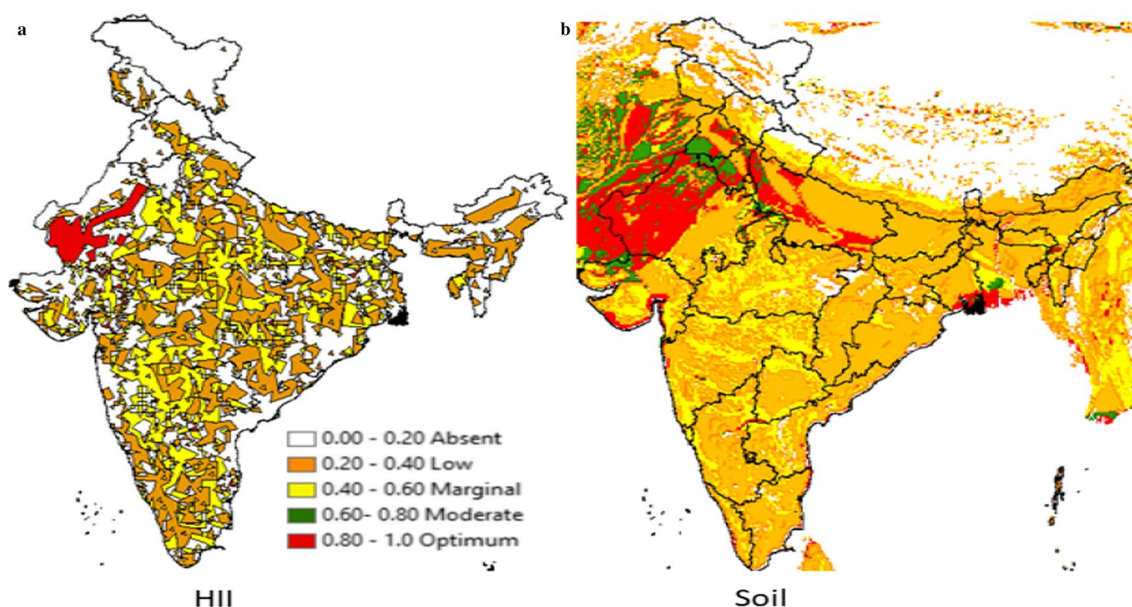 a
b
0.00 - 0.20 Absent
0.20 - 0.40 Low
0.40 - 0.60 Marginal
0.60- 0.80 Moderate
0.80 - 1.0 Optimum
HII
Soil